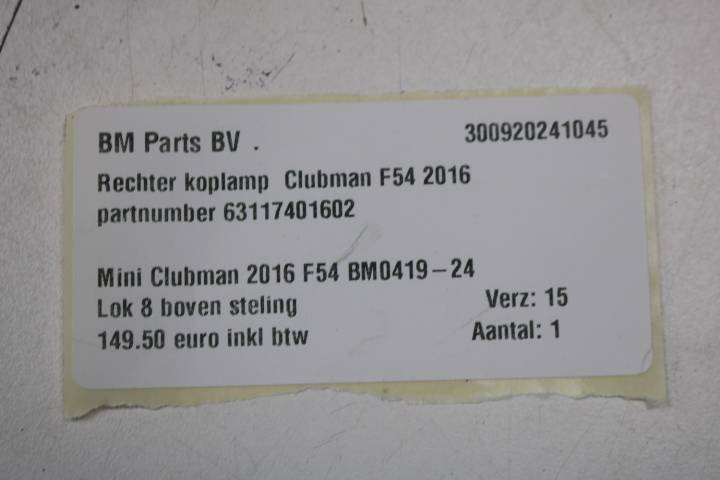 BM Parts BV . 300920241045
Rechter koplamp Clubman F54 2016
partnumber 63117401602
Mini Clubman 2016 F54 BM0419-24
Lok 8 boven steling Verz: 15
149.50 euro inkl btw Aantal: 1